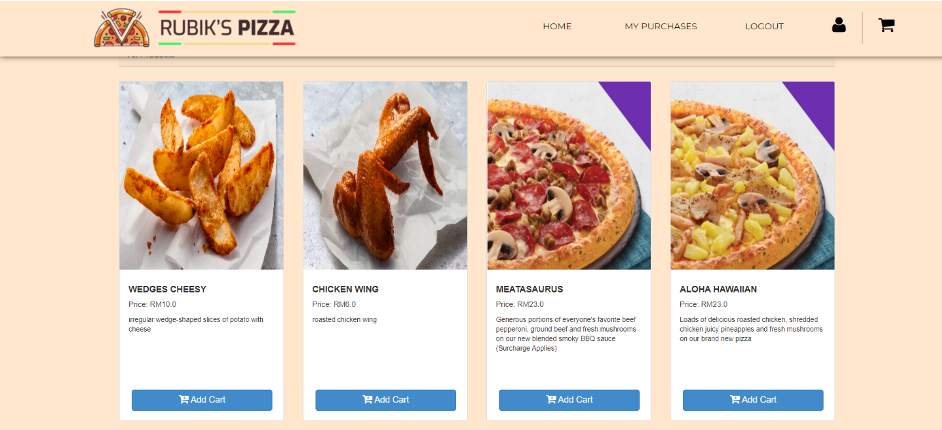 RUBIK'S PIZZA
HOME
MY PURCHASES
LOGOUT
WEDGES CHEESY
Price: RM10.0
irregular wedge-shaped slices of potato with
cheese
Add Cart
CHICKEN WING
Price: RM6.0
roasted chicken wing
Add Cart
MEATASAURUS
Price: RM23.0
Generous portions of everyone's favorite beef
pepperoni, ground beef and fresh mushrooms
on our new blended smoky BBQ sauce
(Surcharge Applies)
Add Cart
ALOHA HAWAIIAN
Price: RM23.0
Loads of delicious roasted chicken, shredded
chicken juicy pineapples and fresh mushrooms
on our brand new pizza
Add Cart